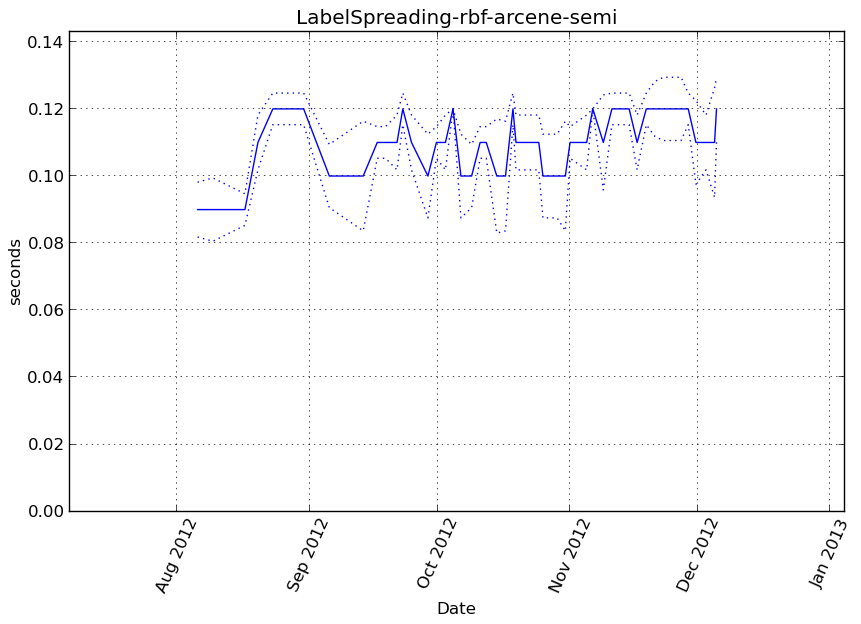 LabelSpreading-rbf-arcene-semi
0.14
0.12
0.10
0.08
0.06
0.04
0.02
0.00
seconds
Aug 2012
Sep 2012
Oct 2012
Nov 2012
Dec 2012
Jan 2013
Date